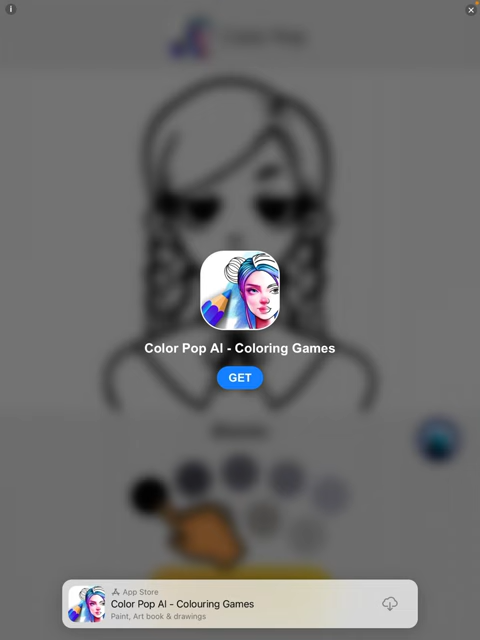 Color Pop AI - Coloring Games
GET
App Store
Color Pop AI - Colouring Games
Paint, Art book & drawings